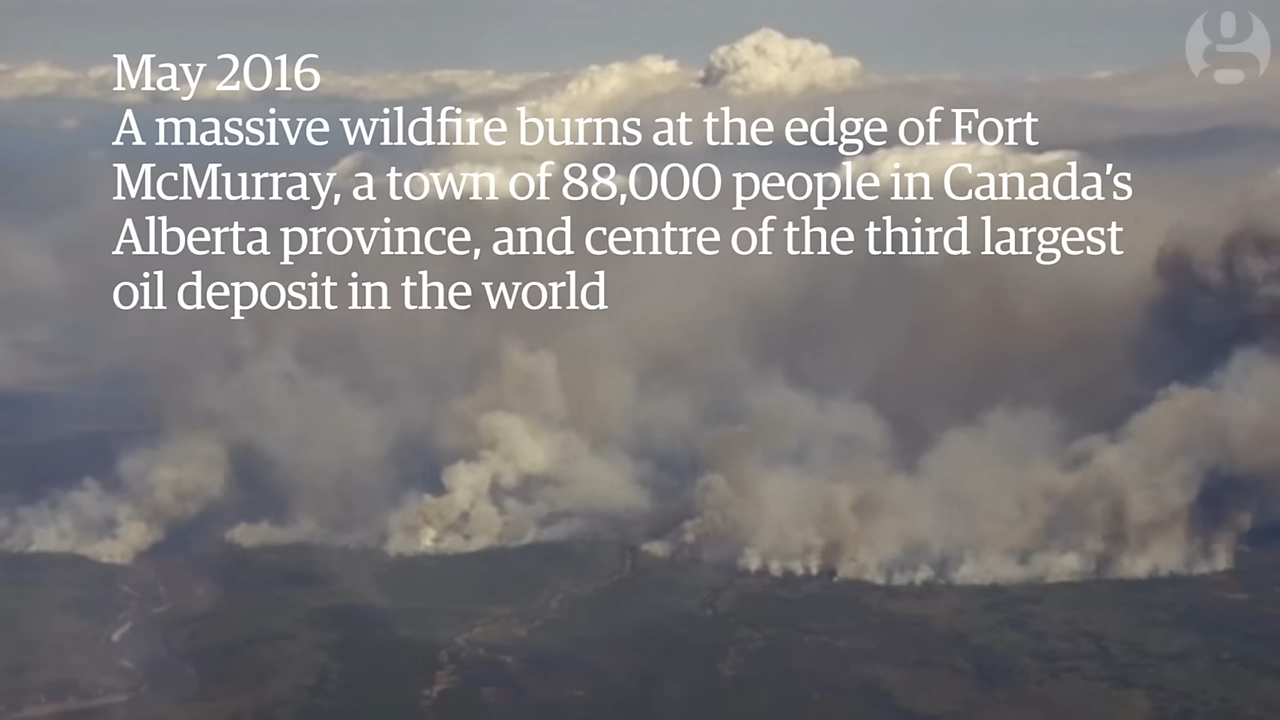 May 2016
A massive wildfire burns at the edge of Fort
McMurray, a town of 88,000 people in Canada’s
Alberta province, and centre of the third largest
oil deposit in the world